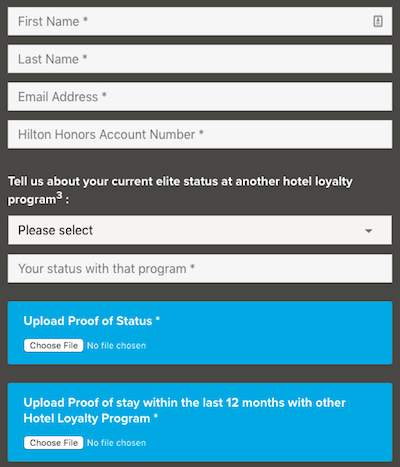 First Name *
Last Name *
Email Address *
Hilton Honors Account Number *
Tell us about your current elite status at another hotel loyalty
program³ :
Please select
Your status with that program *
Upload Proof of Status *
Choose File No file chosen
Upload Proof of stay within the last 12 months with other
Hotel Loyalty Program *
Choose File No file chosen